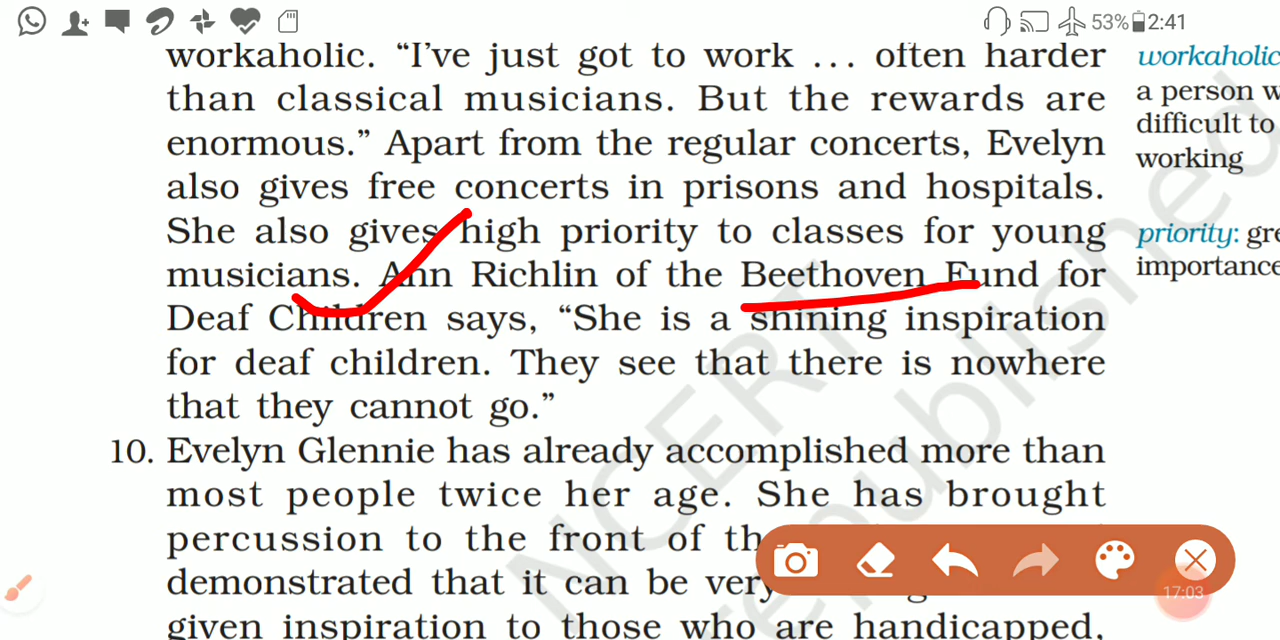 53% 2:41
workaholic. “I’ve just got to work ... often harder
than classical musicians. But the rewards are
enormous.” Apart from the regular concerts, Evelyn
also gives free concerts in prisons and hospitals.
She also gives high priority to classes for young
musicians. Ann Richlin of the Beethoven Fund for
Deaf Children says, “She is a shining inspiration
for deaf children. They see that there is nowhere
that they cannot go.”
10. Evelyn Glennie has already accomplished more than
most people twice her age. She has brought
percussion to the front of
demonstrated that it can be very
given inspiration to those who are handicapped,
workaholic
a person
difficult to
working
priority:
importance
NCERT
republished
17:03